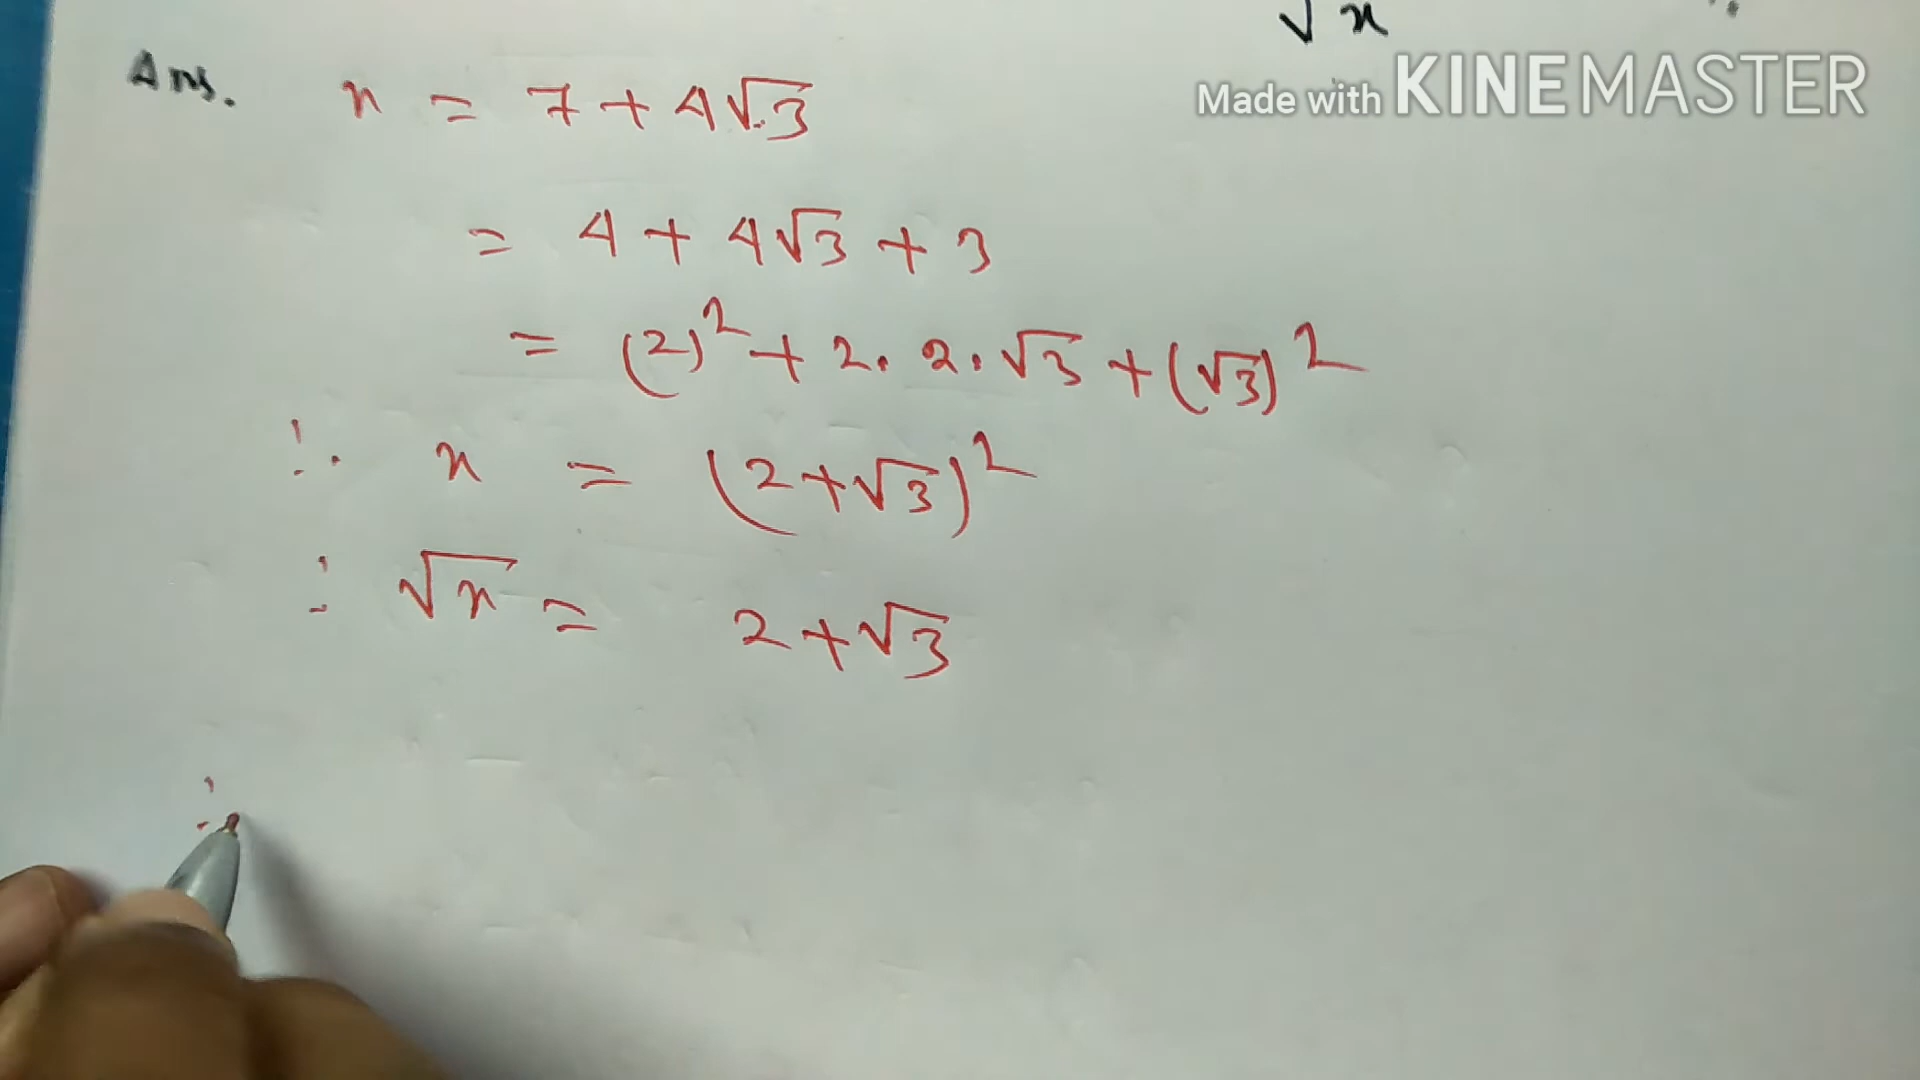 √x
Made with KINEMASTER
Ans. x = 7 + 4√3
= 4 + 4√3 + 3
= (2)² + 2. 2. √3 + (√3)²
∴ x = (2+√3)²
∴ √x = 2+√3
∴